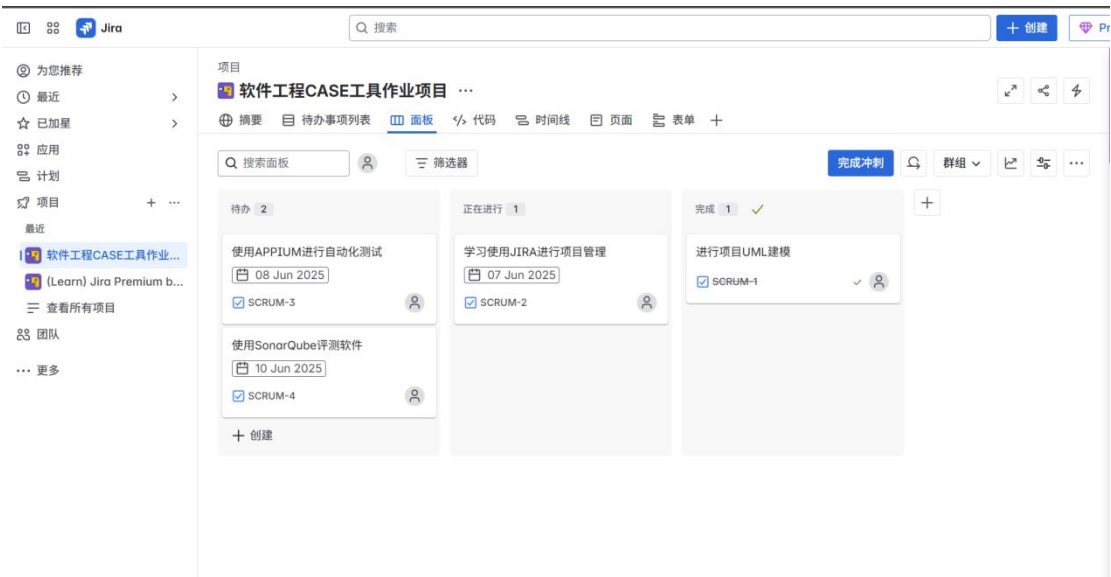 Jira
搜索
创建
Pr
为您推荐
最近
已加星
应用
计划
项目
最近
软件工程CASE工具作业...
(Learn) Jira Premium b...
查看所有项目
团队
更多
项目
软件工程CASE工具作业项目
摘要 待办事项列表 面板 代码 时间线 页面 表单
搜索面板 筛选器 完成冲刺 群组
待办 2
使用APPIUM进行自动化测试
08 Jun 2025
SCRUM-3
使用SonarQube评测软件
10 Jun 2025
SCRUM-4
创建
正在进行 1
学习使用JIRA进行项目管理
07 Jun 2025
SCRUM-2
完成 1
进行项目UML建模
SCRUM-1